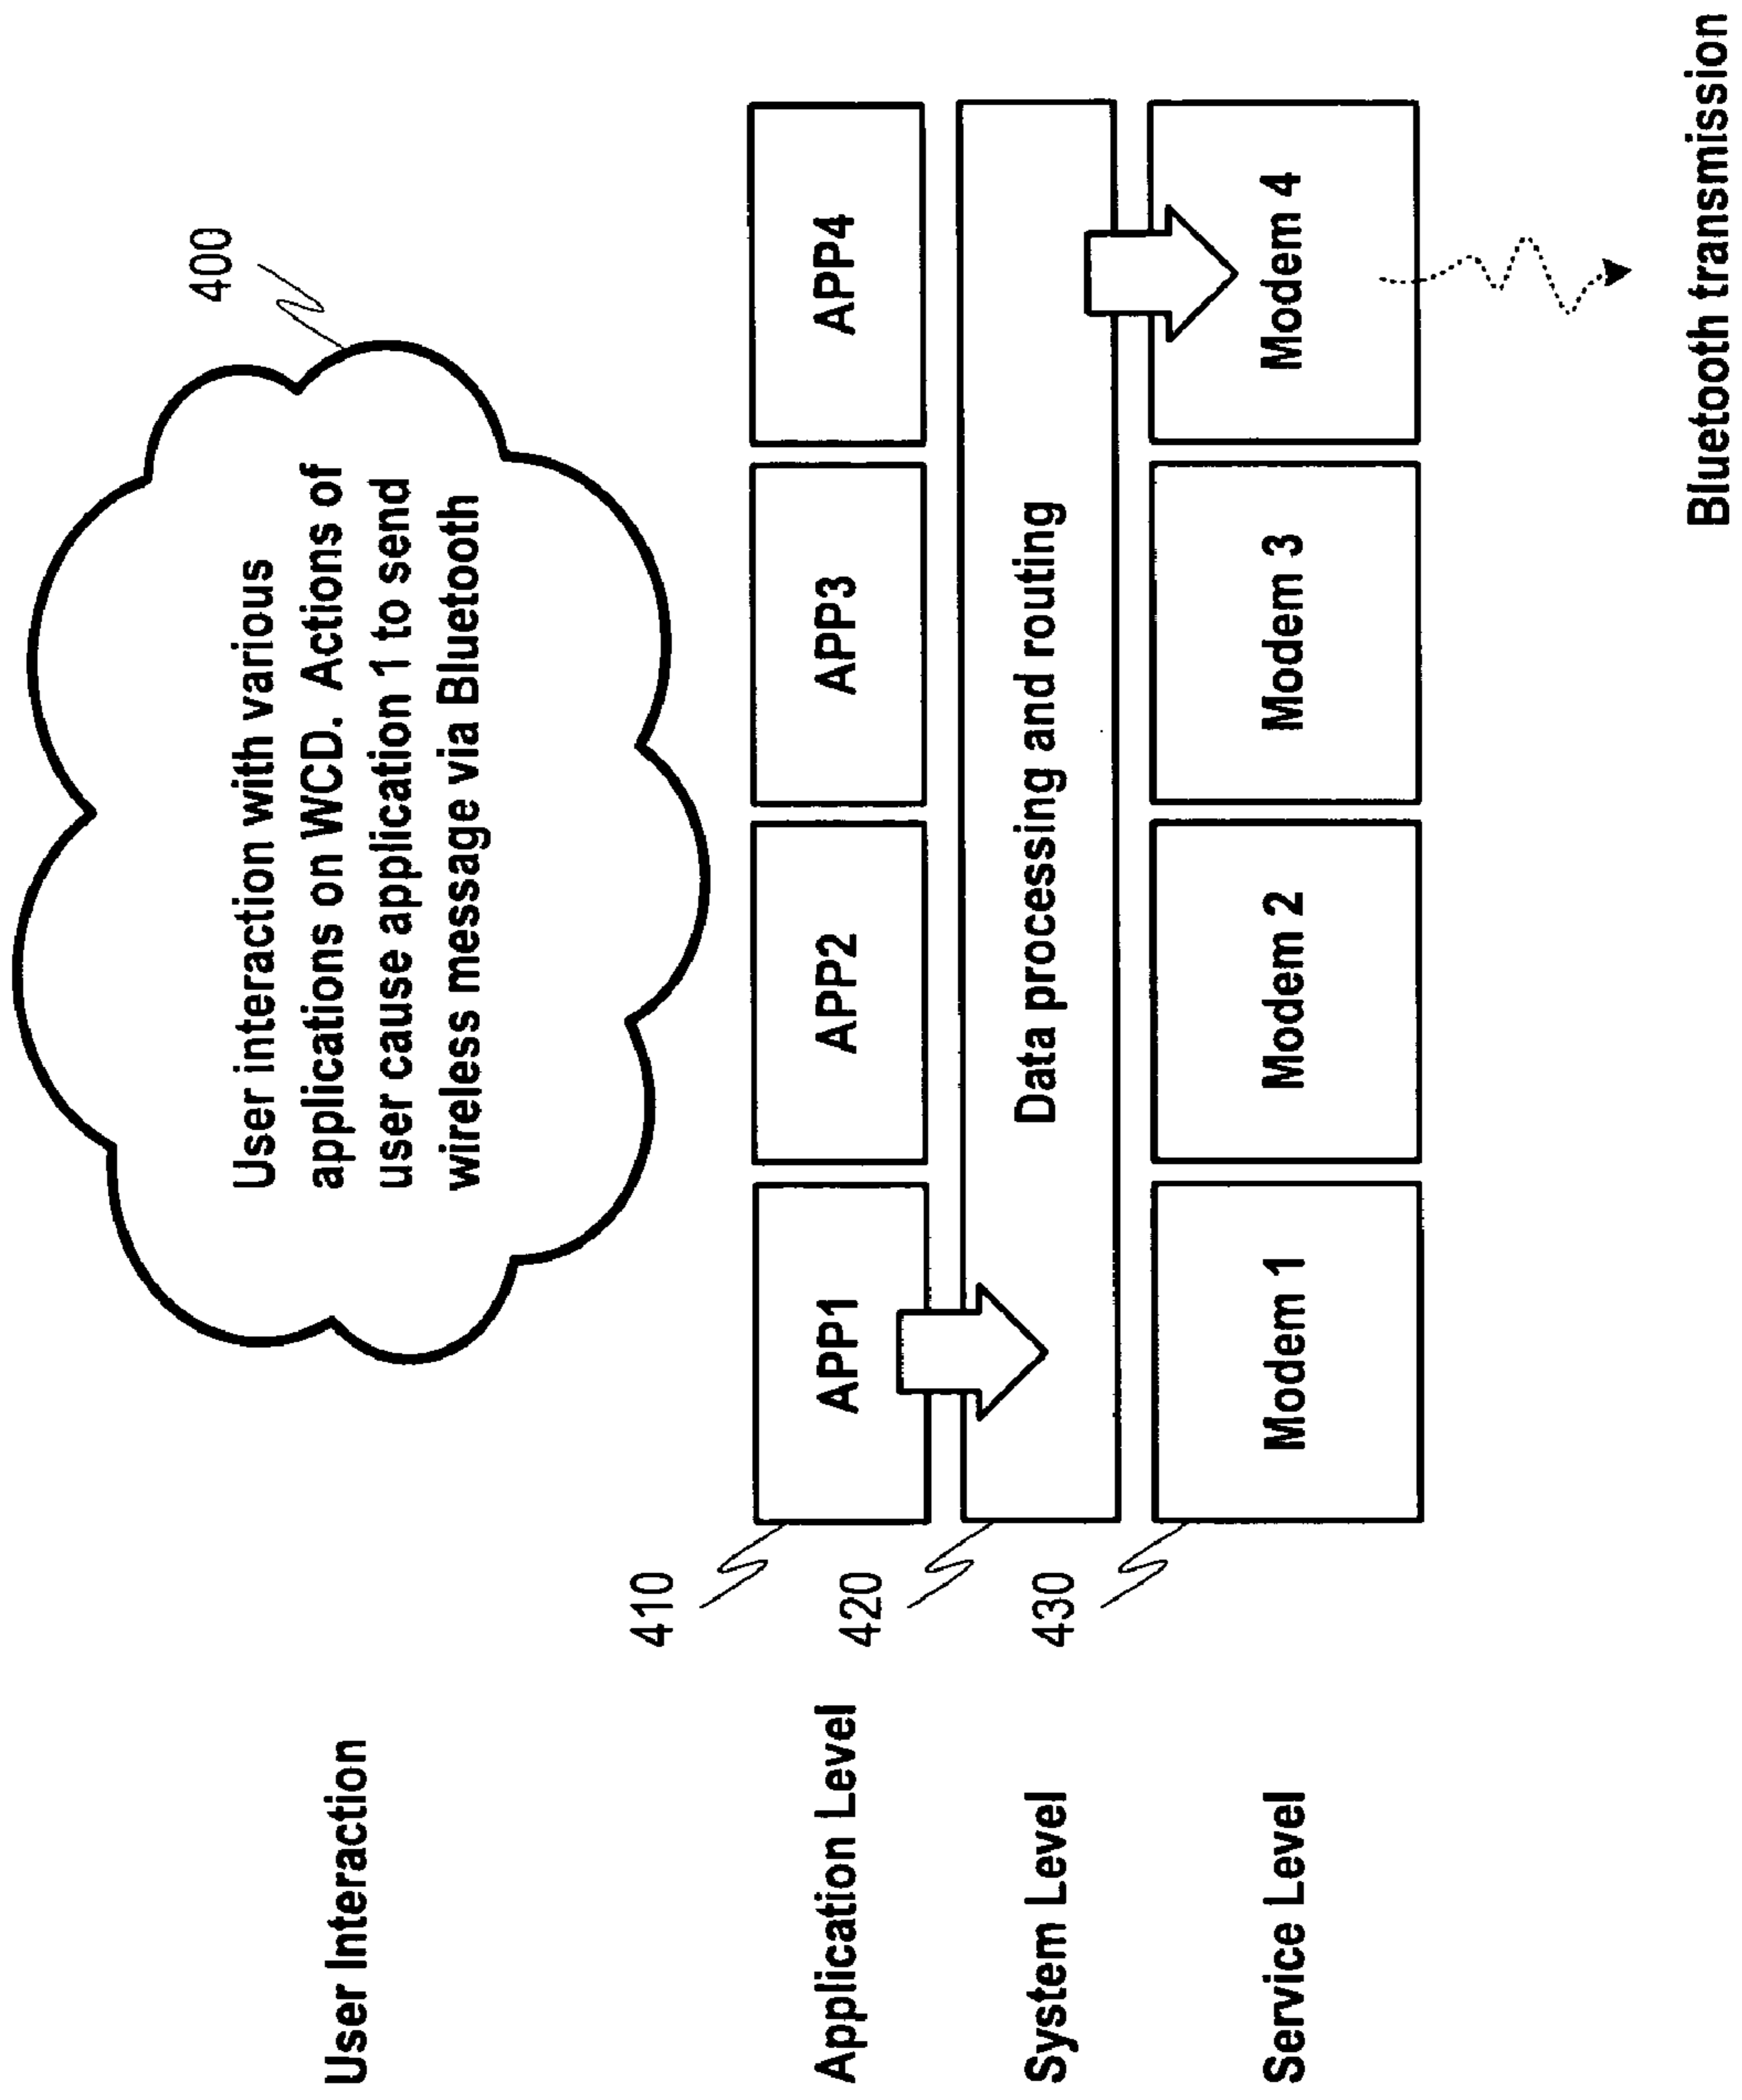 User Interaction
400
User interaction with various
applications on WCD. Actions of
user cause application 1 to send
wireless message via Bluetooth
410
Application Level
APP1
APP2
APP3
APP4
420
System Level
Data processing and routing
430
Service Level
Modem 1
Modem 2
Modem 3
Modem 4
Bluetooth transmission